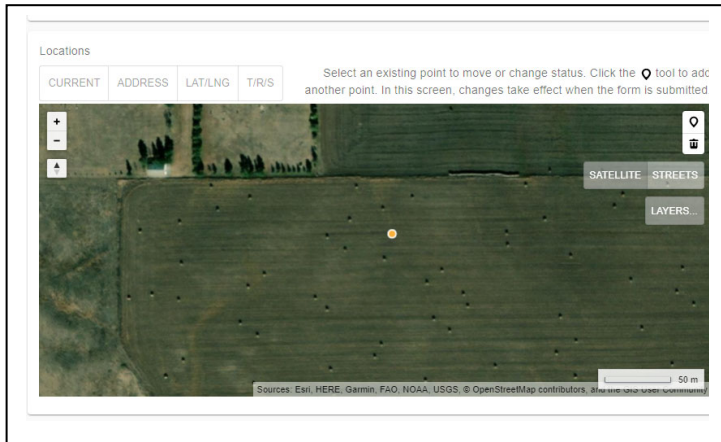 Locations
CURRENT ADDRESS LAT/LNG T/R/S
Select an existing point to move or change status. Click the tool to add
another point. In this screen, changes take effect when the form is submitted.
+
−
SATELLITE STREETS
LAYERS...
50 m
Sources: Esri, HERE, Garmin, FAO, NOAA, USGS, © OpenStreetMap contributors, and the GIS User Community